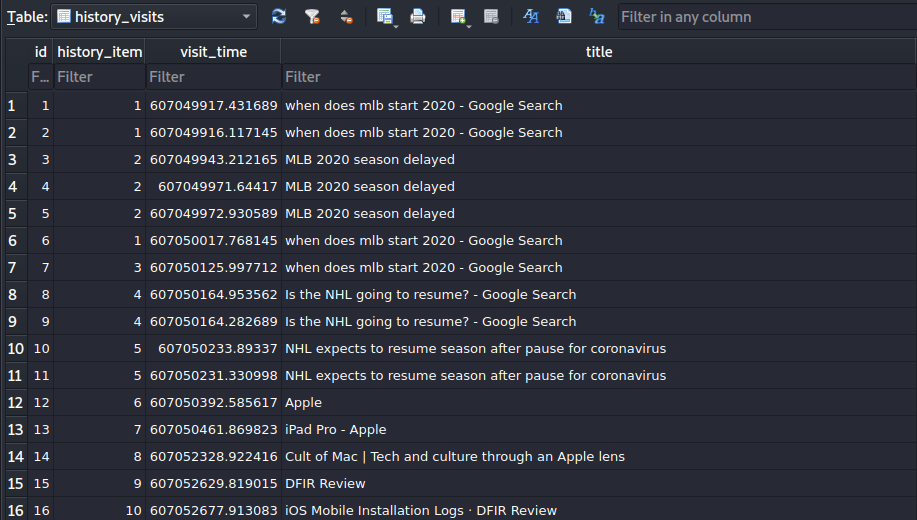 Table: history_visits Filter in any column
id history_item visit_time title
F... Filter Filter Filter
1 1 1 607049917.431689 when does mlb start 2020 - Google Search
2 2 1 607049916.117145 when does mlb start 2020 - Google Search
3 3 2 607049943.212165 MLB 2020 season delayed
4 4 2 607049971.64417 MLB 2020 season delayed
5 5 2 607049972.930589 MLB 2020 season delayed
6 6 1 607050017.768145 when does mlb start 2020 - Google Search
7 7 3 607050125.997712 when does mlb start 2020 - Google Search
8 8 4 607050164.953562 Is the NHL going to resume? - Google Search
9 9 4 607050164.282689 Is the NHL going to resume? - Google Search
10 10 5 607050233.89337 NHL expects to resume season after pause for coronavirus
11 11 5 607050231.330998 NHL expects to resume season after pause for coronavirus
12 12 6 607050392.585617 Apple
13 13 7 607050461.869823 iPad Pro - Apple
14 14 8 607052328.922416 Cult of Mac | Tech and culture through an Apple lens
15 15 9 607052629.819015 DFIR Review
16 16 10 607052677.913083 iOS Mobile Installation Logs · DFIR Review